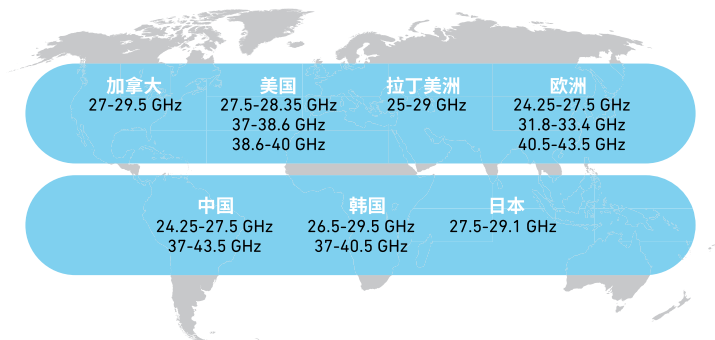 加拿大 美国 拉丁美洲 欧洲
27-29.5 GHz 27.5-28.35 GHz 25-29 GHz 24.25-27.5 GHz
37-38.6 GHz 31.8-33.4 GHz
38.6-40 GHz 40.5-43.5 GHz
中国 韩国 日本
24.25-27.5 GHz 26.5-29.5 GHz 27.5-29.1 GHz
37-43.5 GHz 37-40.5 GHz